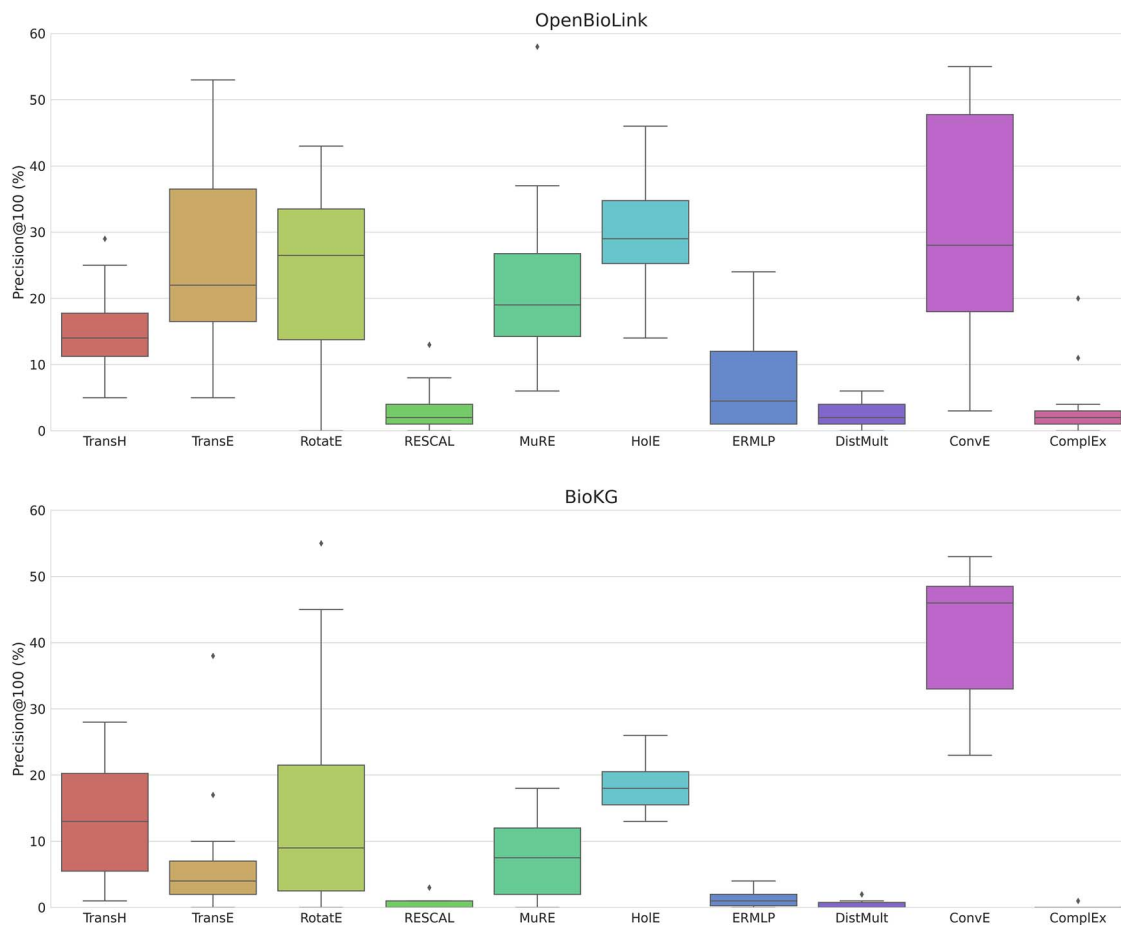 OpenBioLink
60
50
40
30
20
10
0
Precision@100 (%)
TransH TransE RotatE RESCAL MuRE HolE ERMLP DistMult ConvE ComplEx
BioKG
60
50
40
30
20
10
0
Precision@100 (%)
TransH TransE RotatE RESCAL MuRE HolE ERMLP DistMult ConvE ComplEx